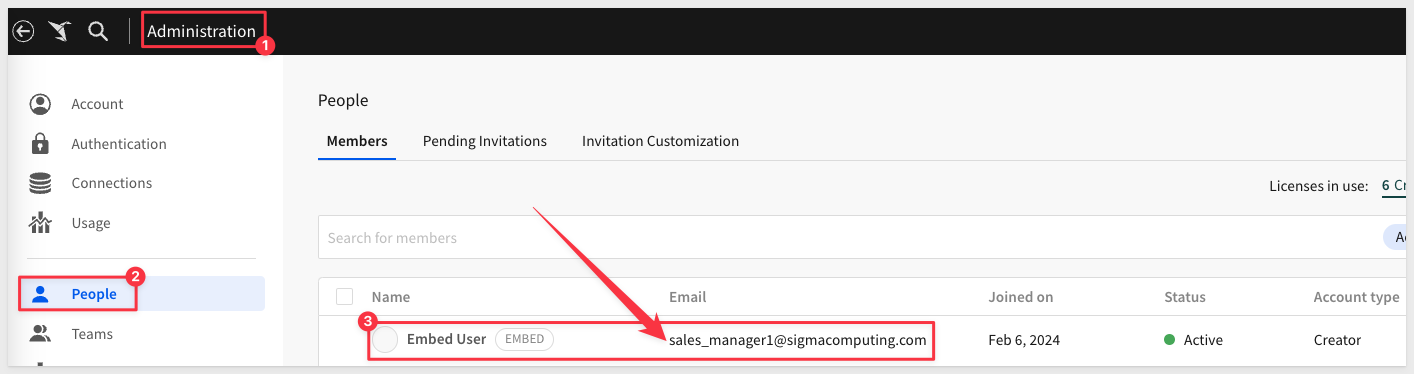 Administration
1
Account
Authentication
Connections
Usage
2
People
Teams
People
Members Pending Invitations Invitation Customization
Licenses in use: 6
Search for members
Name Email Joined on Status Account type
3
Embed User EMBED sales_manager1@sigmacomputing.com Feb 6, 2024 Active Creator